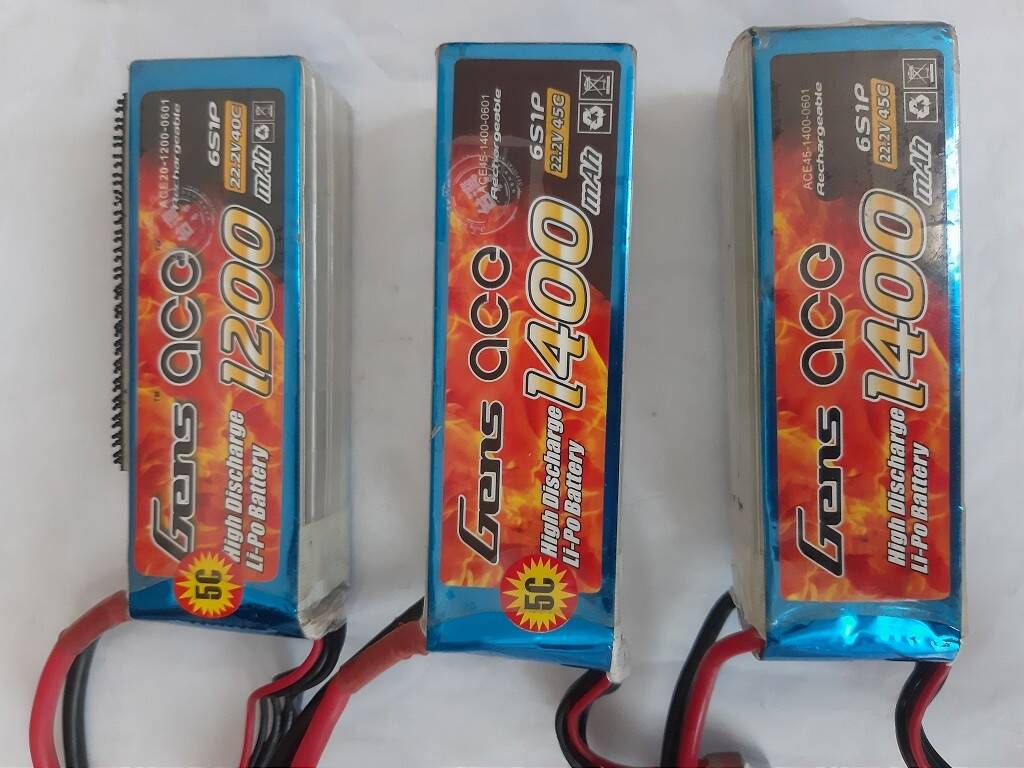 ACE20-1200-0601
Rechargeable
6S1P
22.2V 40C
Gens ace
TM
TM
1200 mAh
High Discharge
Li-Po Battery
5C
ACE45-1400-0601
Rechargeable
6S1P
22.2V 45C
Gens ace
1400 mAh
High Discharge
Li-Po Battery
5C
ACE45-1400-0601
Rechargeable
6S1P
22.2V 45C
Gens ace
1400 mAh
High Discharge
Li-Po Battery